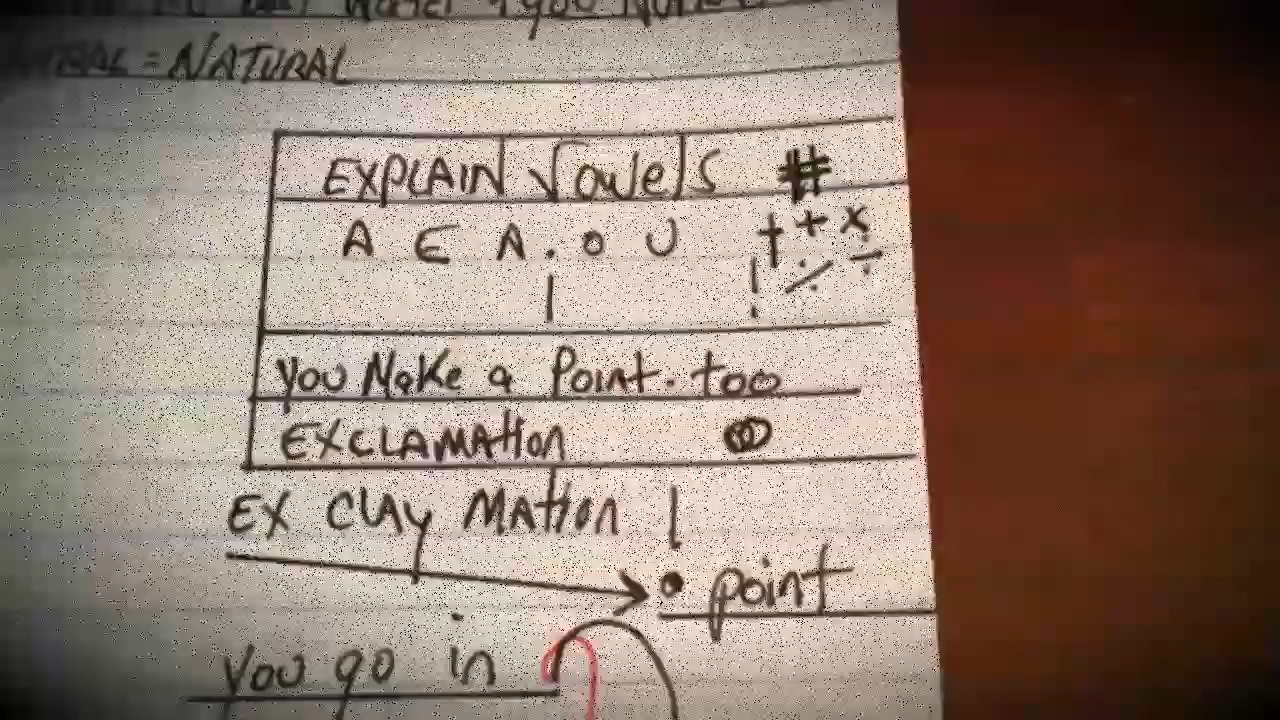 = NATURAL
EXPLAIN Vowels #
A E A . O U + + x
| ! ÷ ÷
You Make a Point. too
EXCLAMATION
EX CLAY MATION !
point
You go in